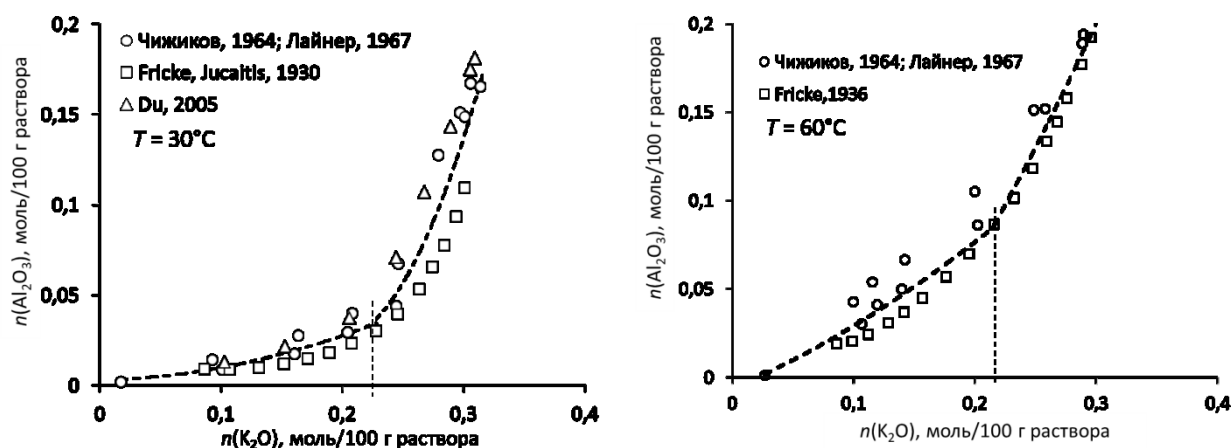 0,2
○ Чижиков, 1964; Лайнер, 1967
□ Fricke, Jucaitis, 1930
△ Du, 2005
T = 30°C
0,15
0,1
0,05
0
n(Al₂O₃), моль/100 г раствора
0 0,1 0,2 0,3 0,4
n(K₂O), моль/100 г раствора
0,2
○ Чижиков, 1964; Лайнер, 1967
□ Fricke,1936
T = 60°C
0,15
0,1
0,05
0
n(Al₂O₃), моль/100 г раствора
0 0,1 0,2 0,3 0,4
n(K₂O), моль/100 г раствора